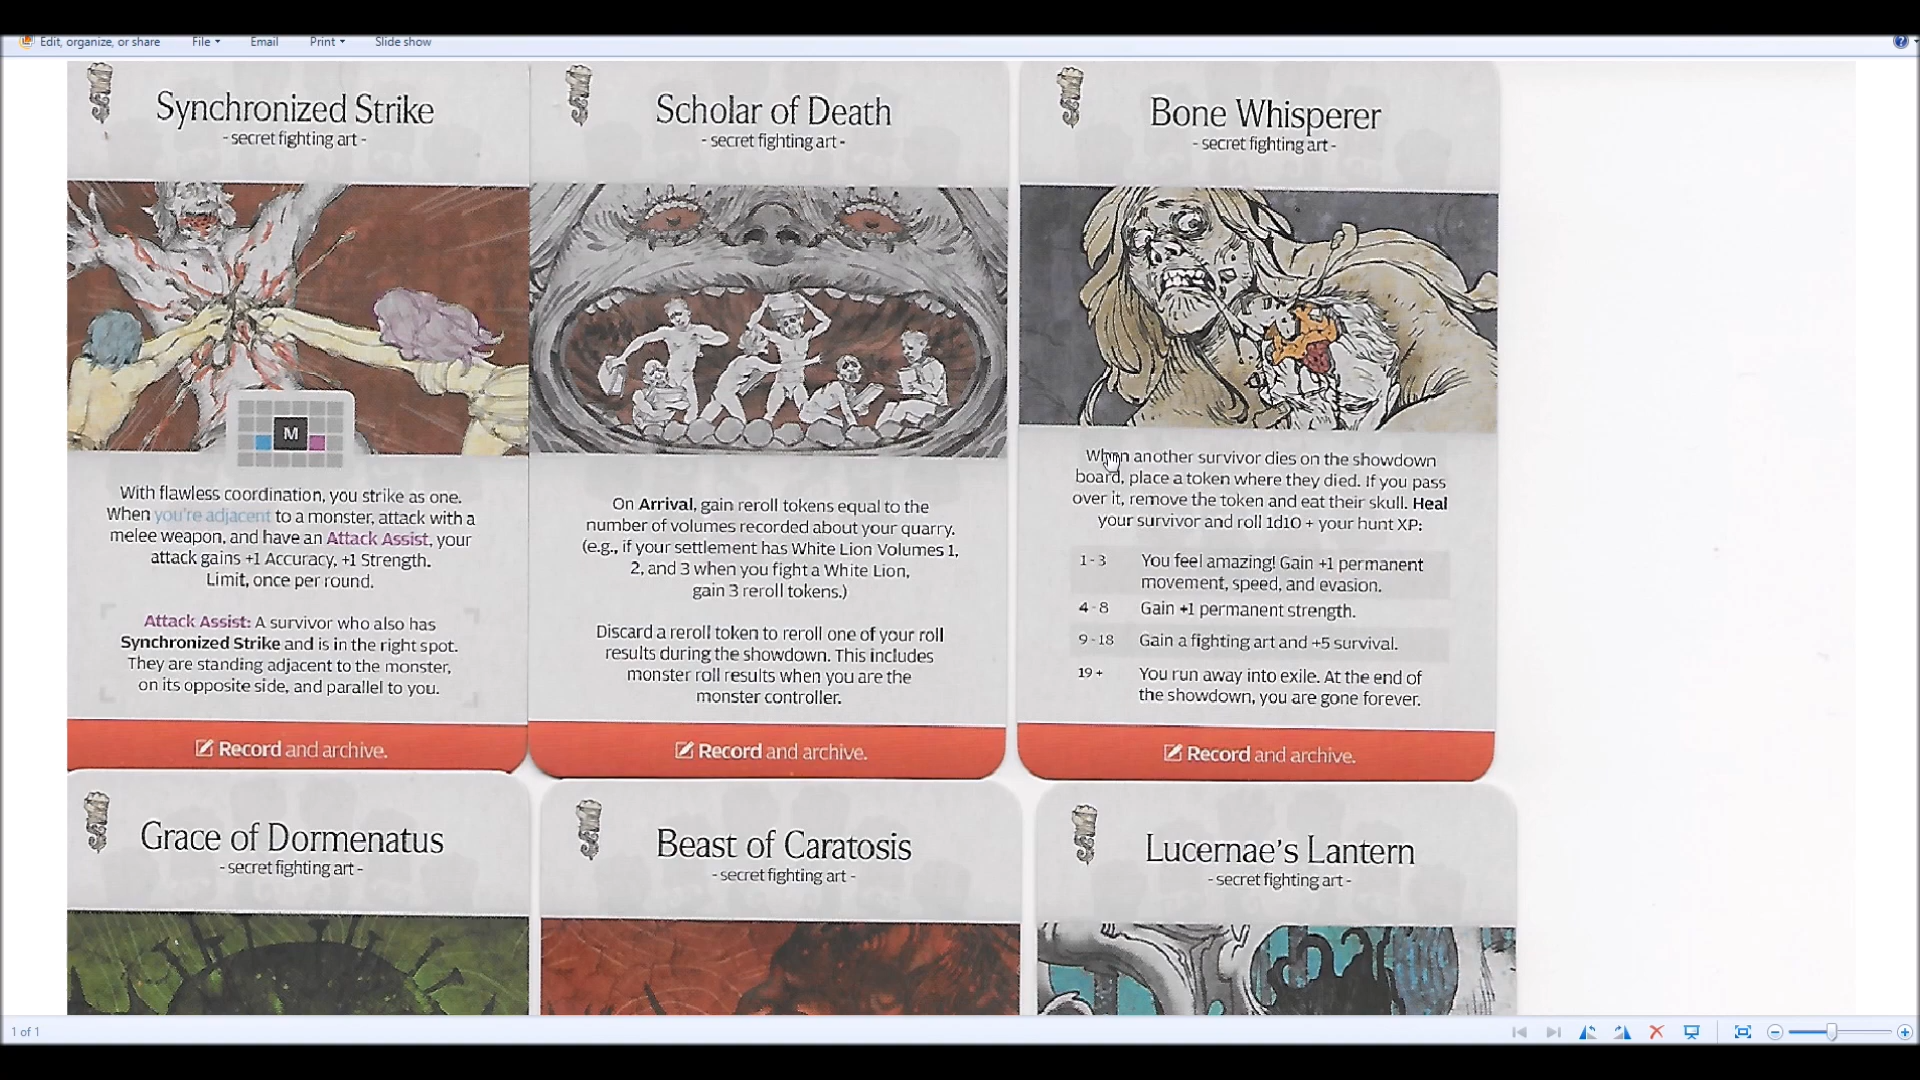 Edit, organize, or share File Email Print Slide show
Synchronized Strike
- secret fighting art -
M
With flawless coordination, you strike as one.
When you're adjacent to a monster, attack with a
melee weapon, and have an Attack Assist, your
attack gains +1 Accuracy, +1 Strength.
Limit, once per round.
Attack Assist: A survivor who also has
Synchronized Strike and is in the right spot.
They are standing adjacent to the monster,
on its opposite side, and parallel to you.
Record and archive.
Scholar of Death
- secret fighting art -
On Arrival, gain reroll tokens equal to the
number of volumes recorded about your quarry.
(e.g., if your settlement has White Lion Volumes 1,
2, and 3 when you fight a White Lion,
gain 3 reroll tokens.)
Discard a reroll token to reroll one of your roll
results during the showdown. This includes
monster roll results when you are the
monster controller.
Record and archive.
Bone Whisperer
- secret fighting art -
When another survivor dies on the showdown
board, place a token where they died. If you pass
over it, remove the token and eat their skull. Heal
your survivor and roll 1d10 + your hunt XP:
1 - 3 You feel amazing! Gain +1 permanent
movement, speed, and evasion.
4 - 8 Gain +1 permanent strength.
9 - 18 Gain a fighting art and +5 survival.
19 + You run away into exile. At the end of
the showdown, you are gone forever.
Record and archive.
Grace of Dormenatus
- secret fighting art -
Beast of Caratosis
- secret fighting art -
Lucernae's Lantern
- secret fighting art -
1 of 1